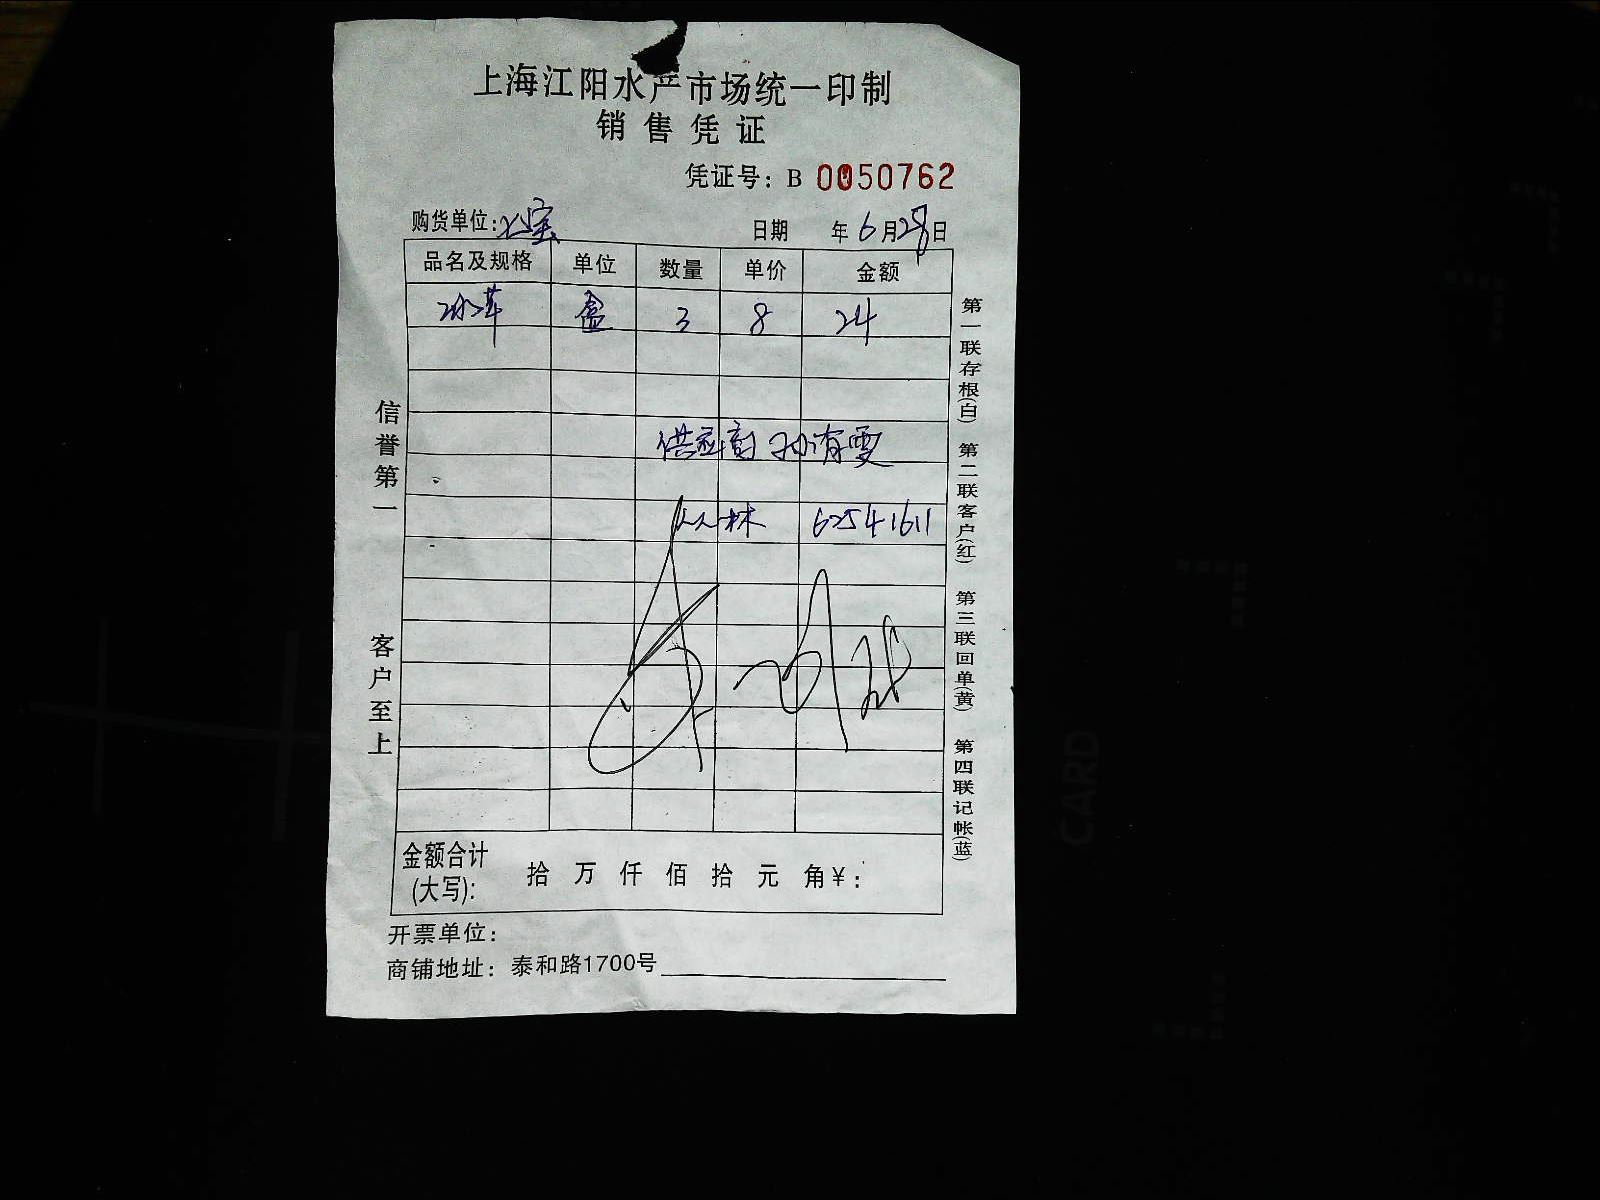 上海江阳水产市场统一印制
销售凭证
凭证号：B 0050762
购货单位：
日期 年6月28日
品名及规格 单位 数量 单价 金额
盒 3 8 24
供应商
林 62541611
信誉第一
客户至上
第一联存根(白) 第二联客户(红) 第三联回单(黄) 第四联记帐(蓝)
金额合计(大写)： 拾 万 仟 佰 拾 元 角￥：
开票单位：
商铺地址：泰和路1700号